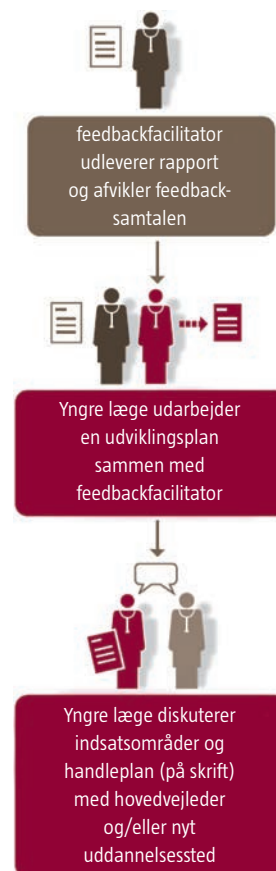 feedbackfacilitator
udleverer rapport
og afvikler feedback-
samtalen
Yngre læge udarbejder
en udviklingsplan
sammen med
feedbackfacilitator
Yngre læge diskuterer
indsatsområder og
handleplan (på skrift)
med hovedvejleder
og/eller nyt
uddannelsessted